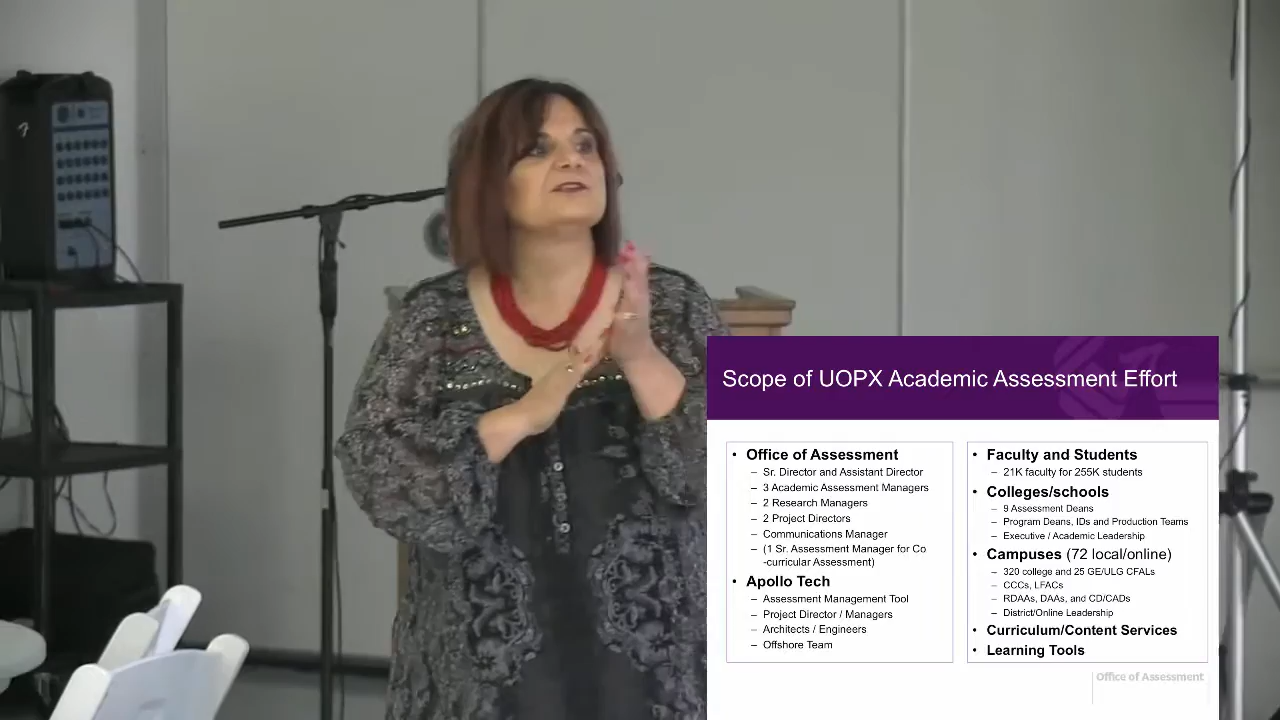 Scope of UOPX Academic Assessment Effort
• Office of Assessment
– Sr. Director and Assistant Director
– 3 Academic Assessment Managers
– 2 Research Managers
– 2 Project Directors
– Communications Manager
– (1 Sr. Assessment Manager for Co
-curricular Assessment)
• Apollo Tech
– Assessment Management Tool
– Project Director / Managers
– Architects / Engineers
– Offshore Team
• Faculty and Students
– 21K faculty for 255K students
• Colleges/schools
– 9 Assessment Deans
– Program Deans, IDs and Production Teams
– Executive / Academic Leadership
• Campuses (72 local/online)
– 320 college and 25 GE/ULG CFALs
– CCCs, LFACs
– RDAAs, DAAs, and CD/CADs
– District/Online Leadership
• Curriculum/Content Services
• Learning Tools
Office of Assessment